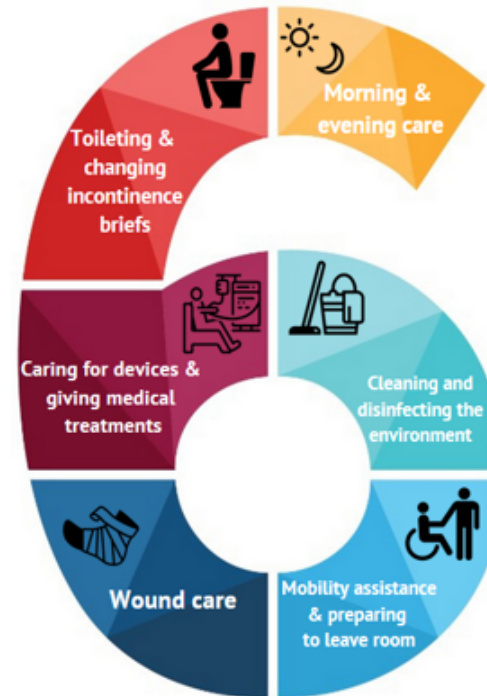 Morning &
evening care
Toileting &
changing
incontinence
briefs
Caring for devices &
giving medical
treatments
Cleaning and
disinfecting the
environment
Wound care
Mobility assistance
& preparing
to leave room